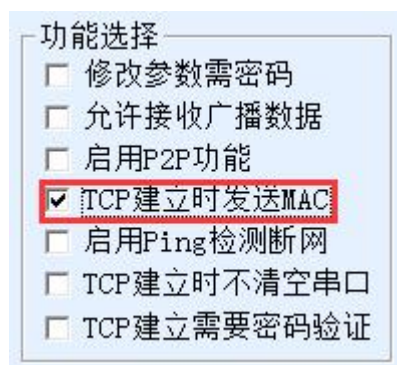 功能选择
修改参数需密码
允许接收广播数据
启用P2P功能
TCP建立时发送MAC
启用Ping检测断网
TCP建立时不清空串口
TCP建立需要密码验证